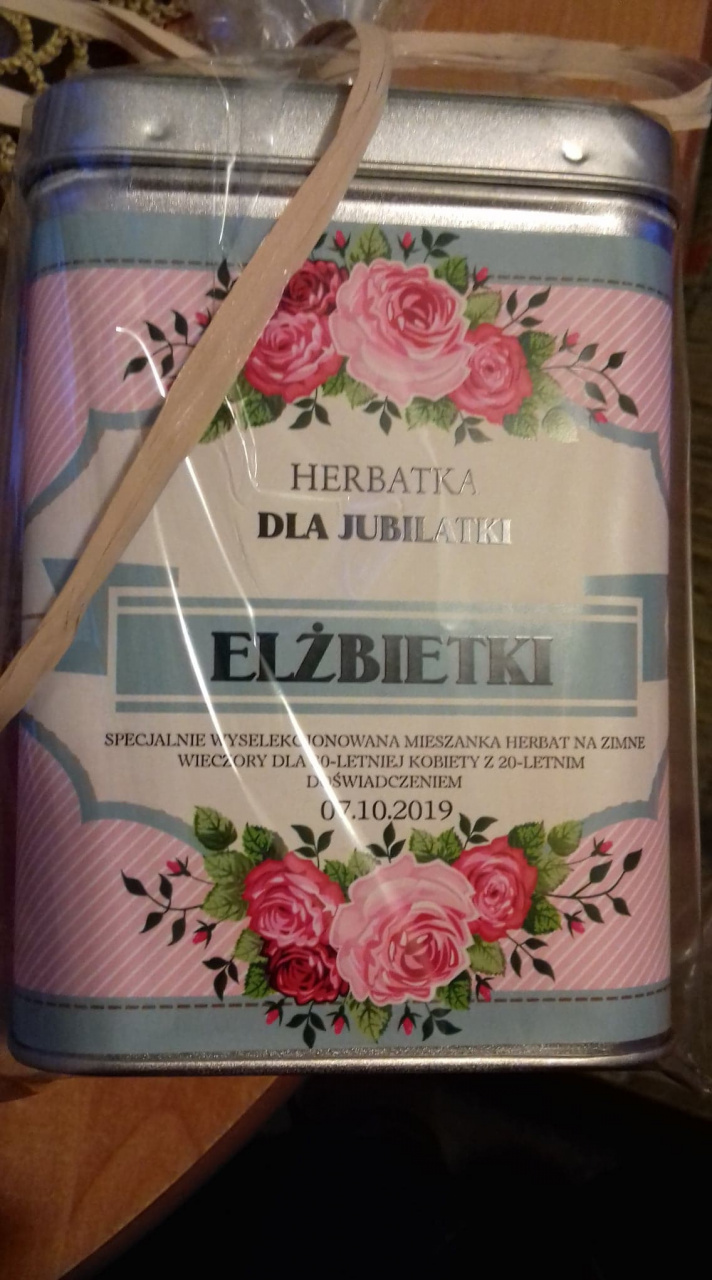 HERBATKA
DLA JUBILATKI
ELŻBIETKI
SPECJALNIE WYSELEKCJONOWANA MIESZANKA HERBAT NA ZIMNE
WIECZORY DLA LETNIEJ KOBIETY Z 20-LETNIM
DOŚWIADCZENIEM
07.10.2019